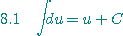 8.1 ∫du = u + C